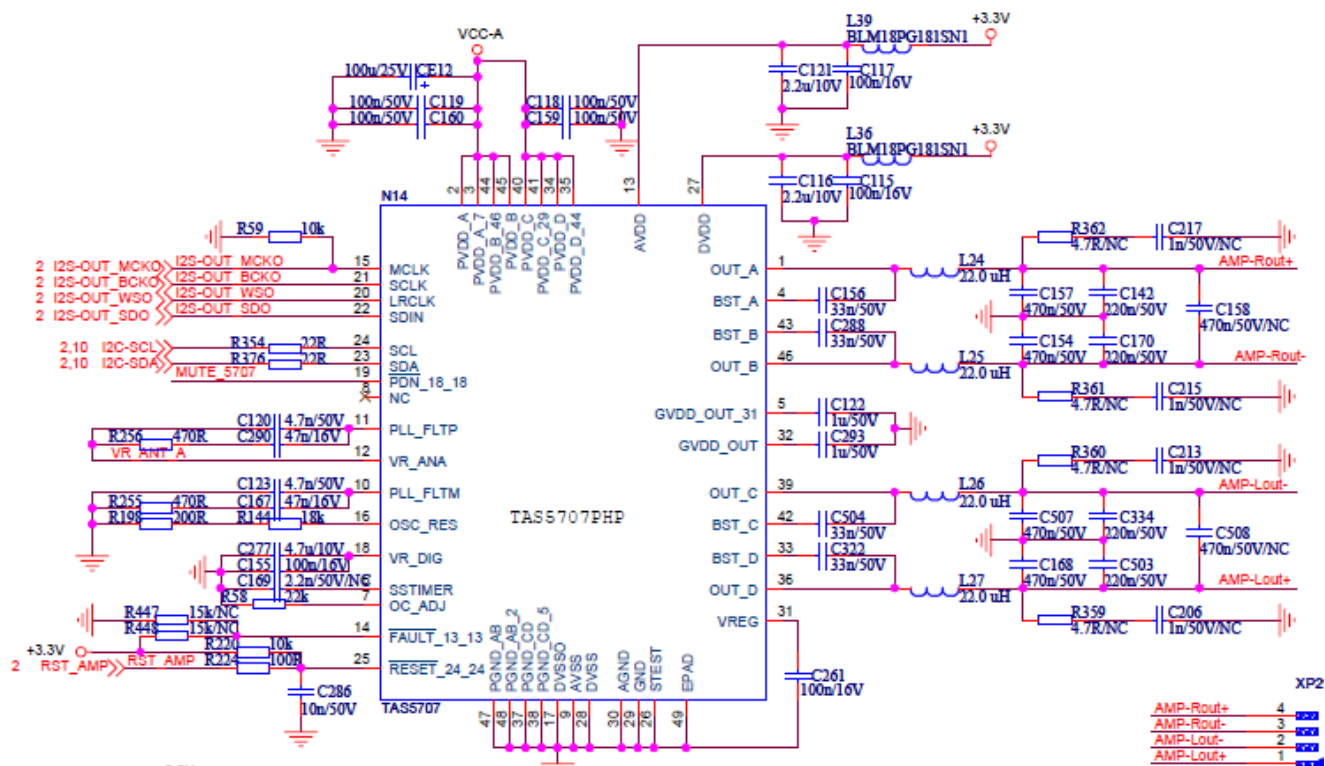 L39
BLM18PG181SN1
+3.3V
VCC-A
100u/25V
CE12
C121
2.2u/10V
C117
100n/16V
100n/50V
C119
100n/50V
C160
C118
100n/50V
C159
100n/50V
L36
BLM18PG181SN1
+3.3V
C116
2.2u/10V
C115
100n/16V
2 3 44 45 40 41 34 35 13 27
N14
PVDD_A
PVDD_A_7
PVDD_B_46
PVDD_B
PVDD_C
PVDD_C_29
PVDD_D
PVDD_D_44
AVDD
DVDD
R59 10k
2 I2S-OUT_MCKO I2S-OUT_MCKO 15 MCLK
2 I2S-OUT_BCKO I2S-OUT_BCKO 21 SCLK
2 I2S-OUT_WSO I2S-OUT_WSO 20 LRCLK
2 I2S-OUT_SDO I2S-OUT_SDO 22 SDIN
2,10 I2C-SCL R354 22R 24 SCL
2,10 I2C-SDA R376 22R 23 SDA
MUTE_5707 19 PDN_18_18
8 NC
C120 4.7n/50V 11 PLL_FLTP
R256 470R C290 47n/16V
VR_ANT_A 12 VR_ANA
C123 4.7n/50V 10 PLL_FLTM
R255 470R C167 47n/16V
R198 200R R144 18k 16 OSC_RES
C277 4.7u/10V 18 VR_DIG
C155 100n/16V
C169 2.2n/50V/NC SSTIMER
R58 22k 7 OC_ADJ
R447 15k/NC
R448 15k/NC 14 FAULT_13_13
+3.3V R220 10k
2 RST_AMP RST_AMP R224 100R 25 RESET_24_24
C286
10n/50V
TAS5707
TAS5707PHP
OUT_A 1
BST_A 4
BST_B 43
OUT_B 46
GVDD_OUT_31 5
GVDD_OUT 32
OUT_C 39
BST_C 42
BST_D 33
OUT_D 36
VREG 31
C156
33n/50V
C288
33n/50V
C122
1u/50V
C293
1u/50V
C504
33n/50V
C322
33n/50V
C261
100n/16V
L24
22.0 uH
L25
22.0 uH
L26
22.0 uH
L27
22.0 uH
R362
4.7R/NC
C217
1n/50V/NC
AMP-Rout+
C157
470n/50V
C142
220n/50V
C158
470n/50V/NC
C154
470n/50V
C170
220n/50V
AMP-Rout-
R361
4.7R/NC
C215
1n/50V/NC
R360
4.7R/NC
C213
1n/50V/NC
AMP-Lout-
C507
470n/50V
C334
220n/50V
C508
470n/50V/NC
C168
470n/50V
C503
220n/50V
AMP-Lout+
R359
4.7R/NC
C206
1n/50V/NC
PGND_AB
PGND_AB_2
PGND_CD
PGND_CD_5
DVSSO
AVSS
DVSS
AGND
GND
STEST
EPAD
47 48 37 38 17 9 28 30 29 26 49
XP2
AMP-Rout+ 4
AMP-Rout- 3
AMP-Lout- 2
AMP-Lout+ 1